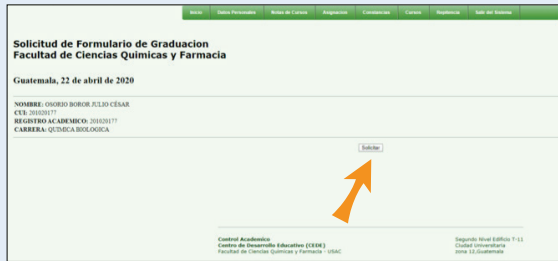 Inicio Datos Personales Notas de Cursos Asignacion Constancias Cursos Repitencia Salir del Sistema
Solicitud de Formulario de Graduacion
Facultad de Ciencias Quimicas y Farmacia
Guatemala, 22 de abril de 2020
NOMBRE: OSORIO BOROR JULIO CÉSAR
CUI: 201020177
REGISTRO ACADEMICO: 201020177
CARRERA: QUIMICA BIOLOGICA
Solicitar
Control Academico
Centro de Desarrollo Educativo (CEDE)
Facultad de Ciencias Químicas y Farmacia - USAC
Segundo Nivel Edificio T-11
Ciudad Universitaria
zona 12,Guatemala